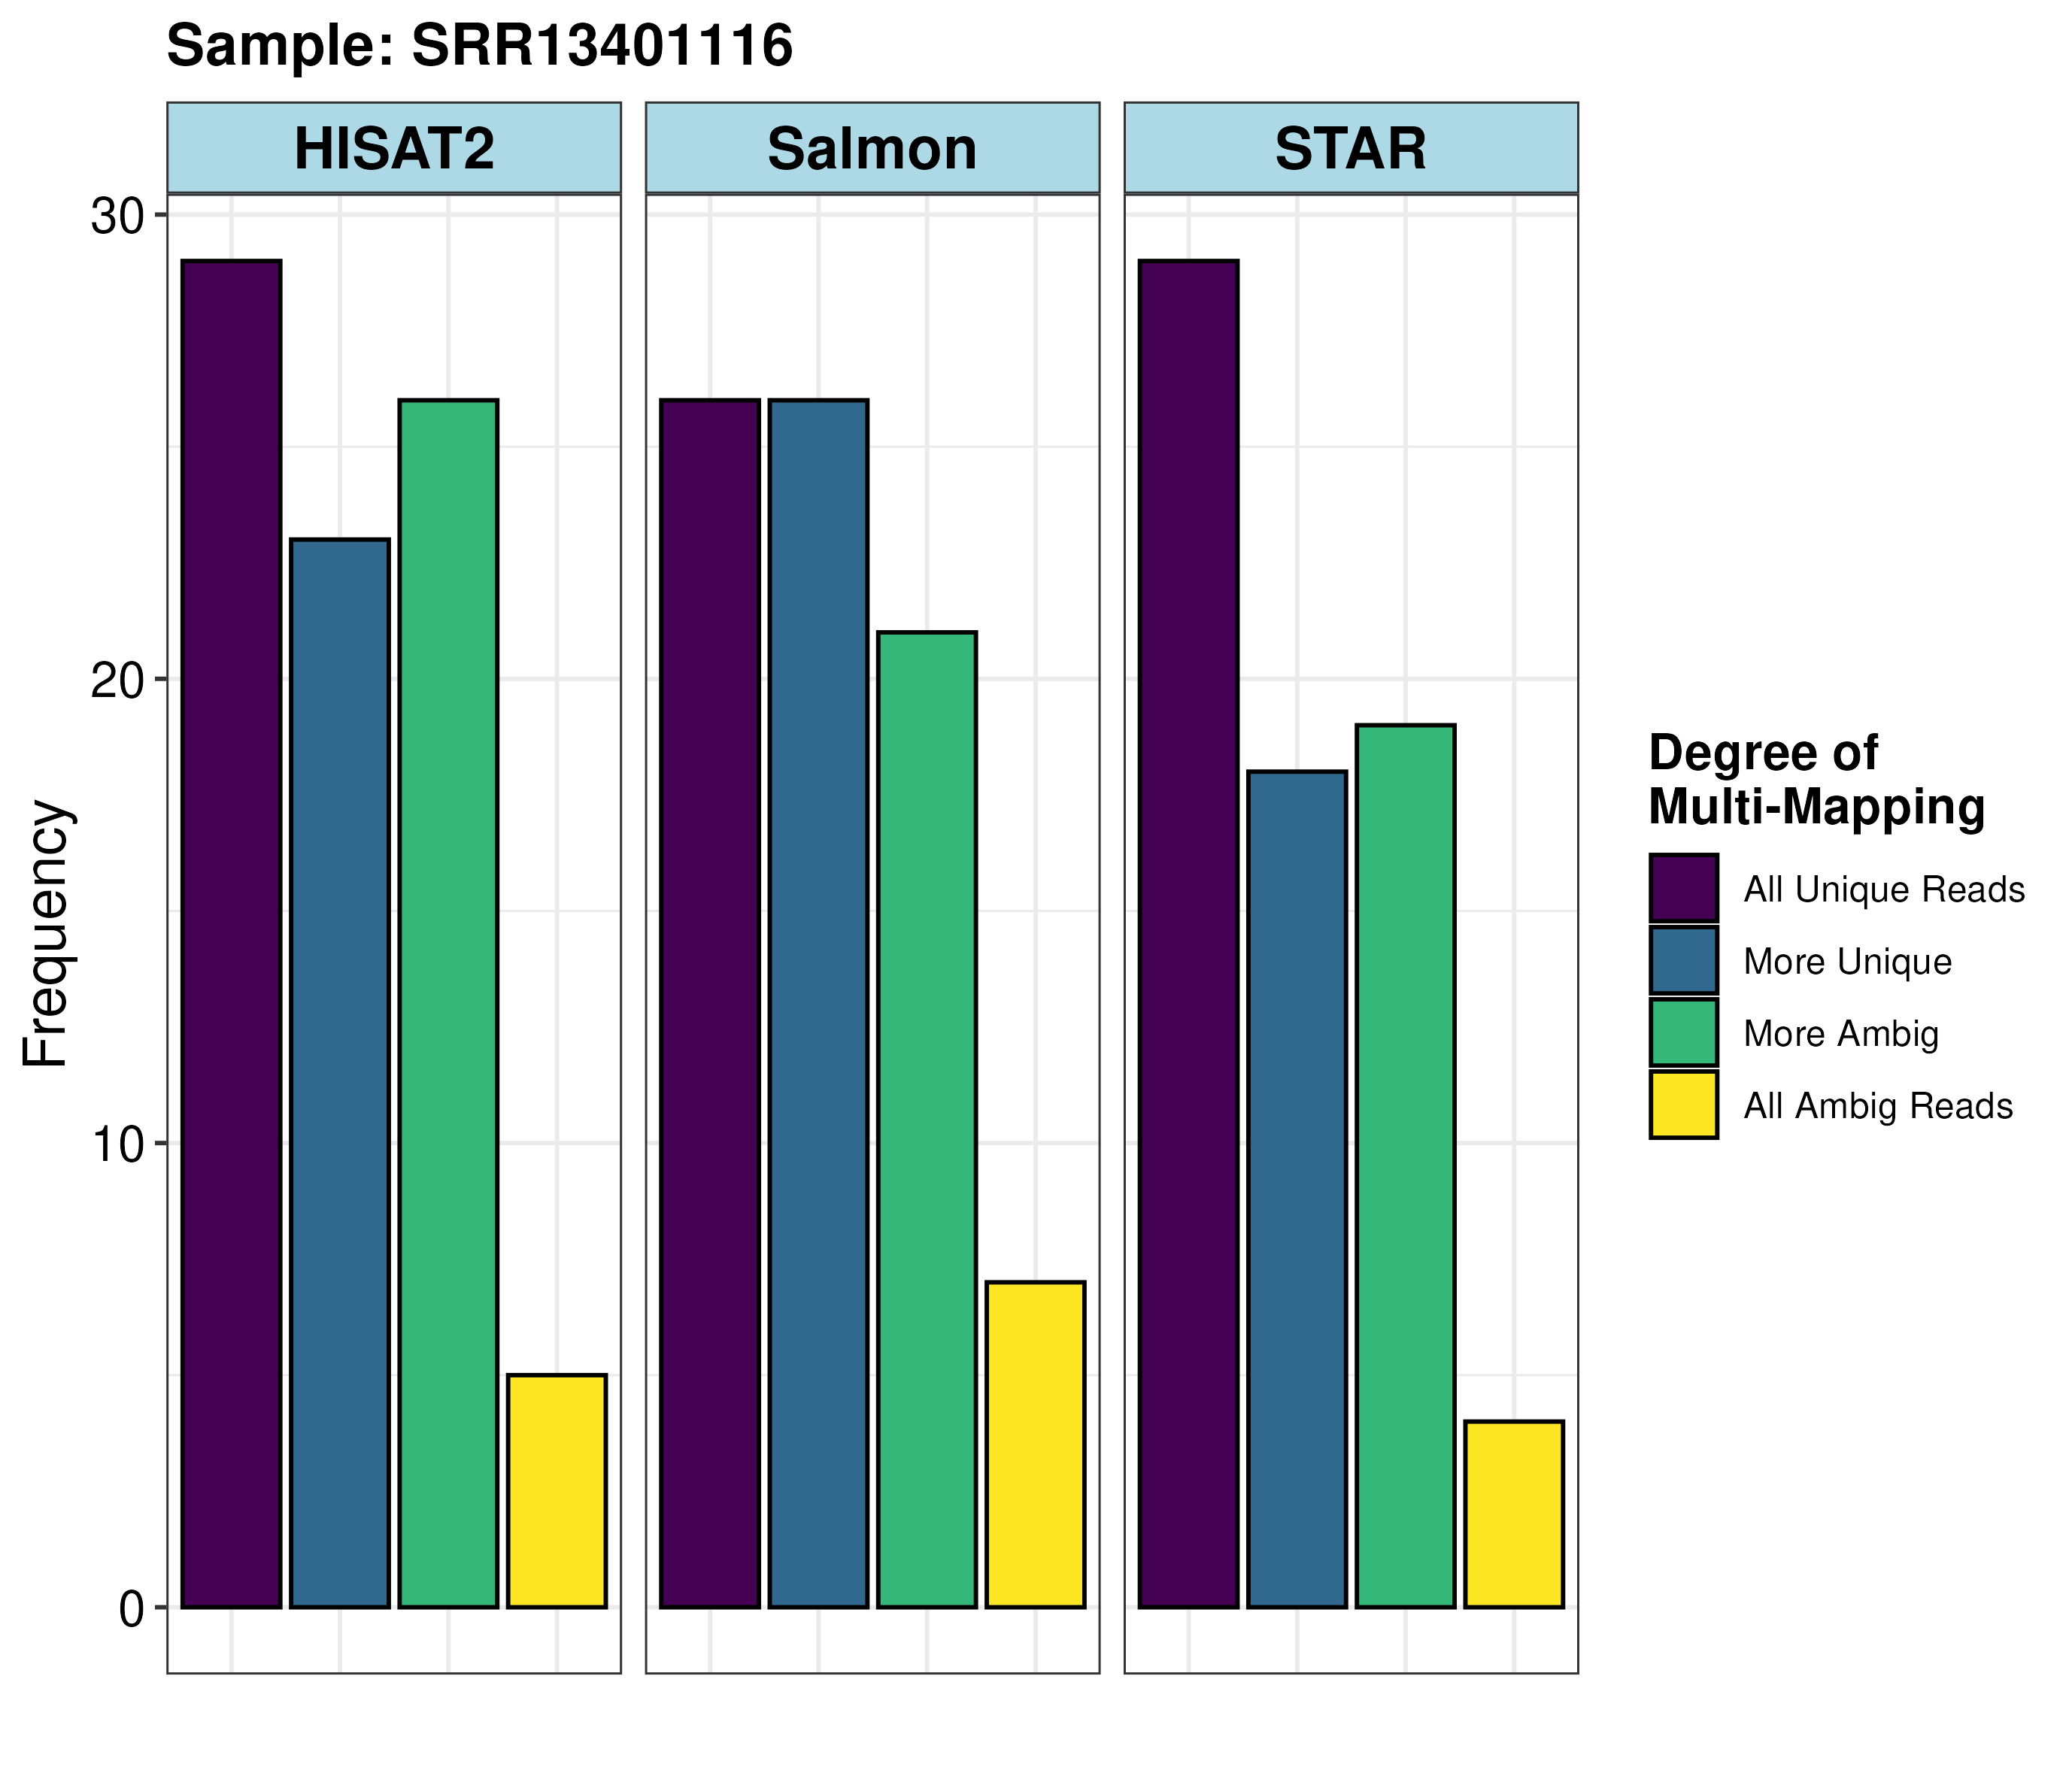 Sample: SRR13401116
HISAT2
Salmon
STAR
30
20
10
0
Frequency
Degree of
Multi-Mapping
All Unique Reads
More Unique
More Ambig
All Ambig Reads